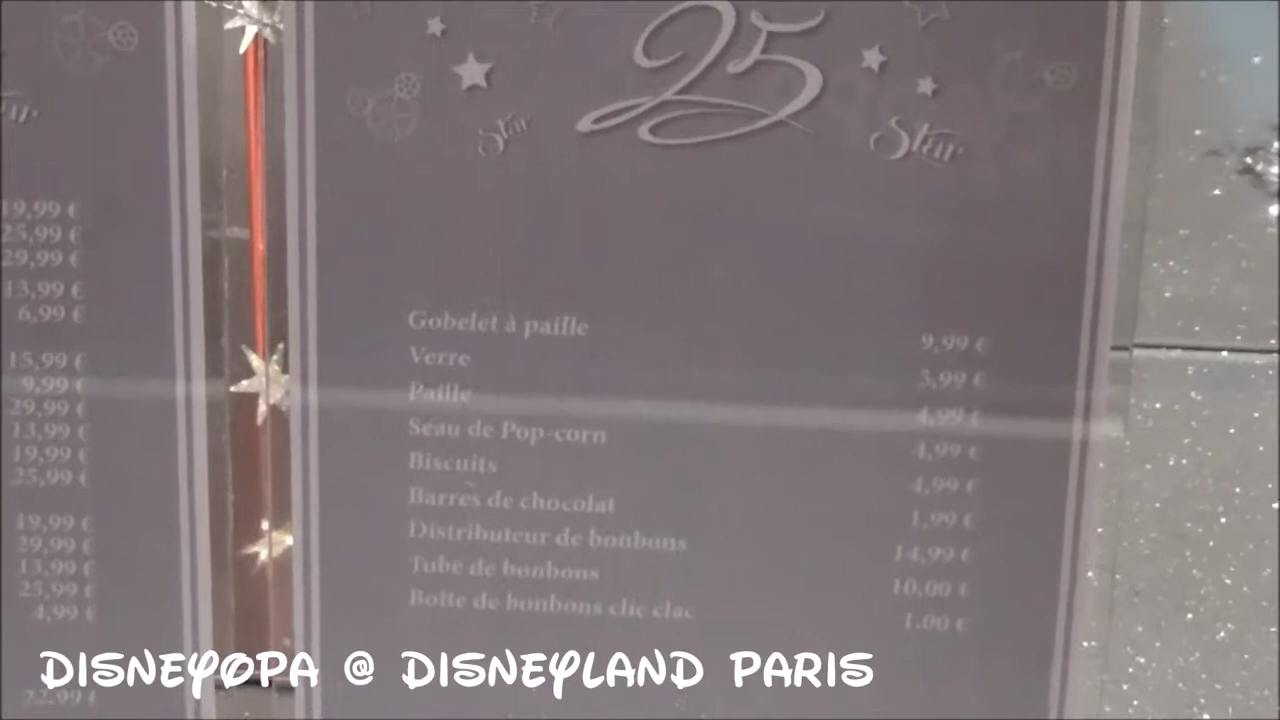 25
Star
Star
19,99 €
25,99 €
29,99 €
13,99 €
6,99 €
15,99 €
9,99 €
29,99 €
13,99 €
19,99 €
25,99 €
19,99 €
29,99 €
13,99 €
25,99 €
4,99 €
22,99 €
Gobelet à paille 9,99 €
Verre 5,99 €
Paille 4,99 €
Seau de Pop-corn 4,99 €
Biscuits 4,99 €
Barres de chocolat 1,99 €
Distributeur de bonbons 14,99 €
Tube de bonbons 10,00 €
Boîte de bonbons clic clac 1.00 €
DISNEYOPA @ DISNEYLAND PARIS